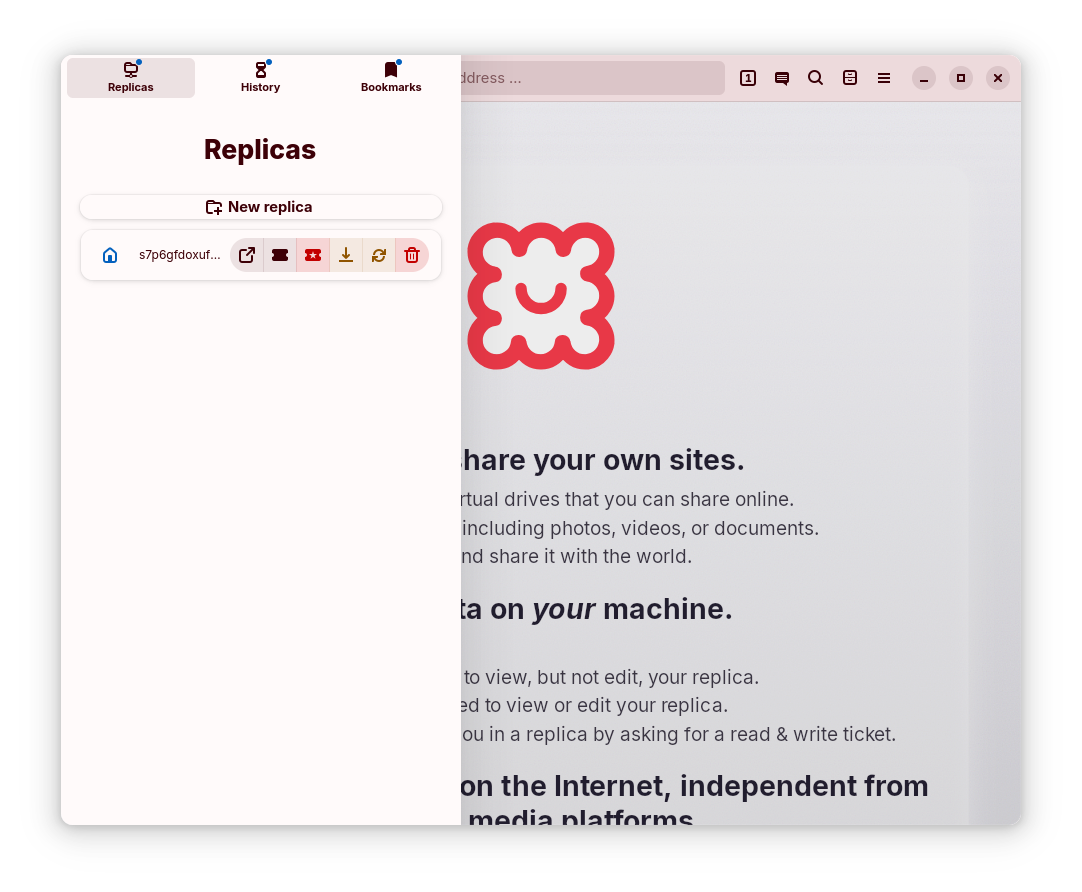 Replicas
History
Bookmarks
ddress ...
1
Replicas
New replica
s7p6gfdoxuf...
share your own sites.
rtual drives that you can share online.
including photos, videos, or documents.
nd share it with the world.
ta on your machine.
to view, but not edit, your replica.
ed to view or edit your replica.
ou in a replica by asking for a read & write ticket.
on the Internet, independent from
media platforms